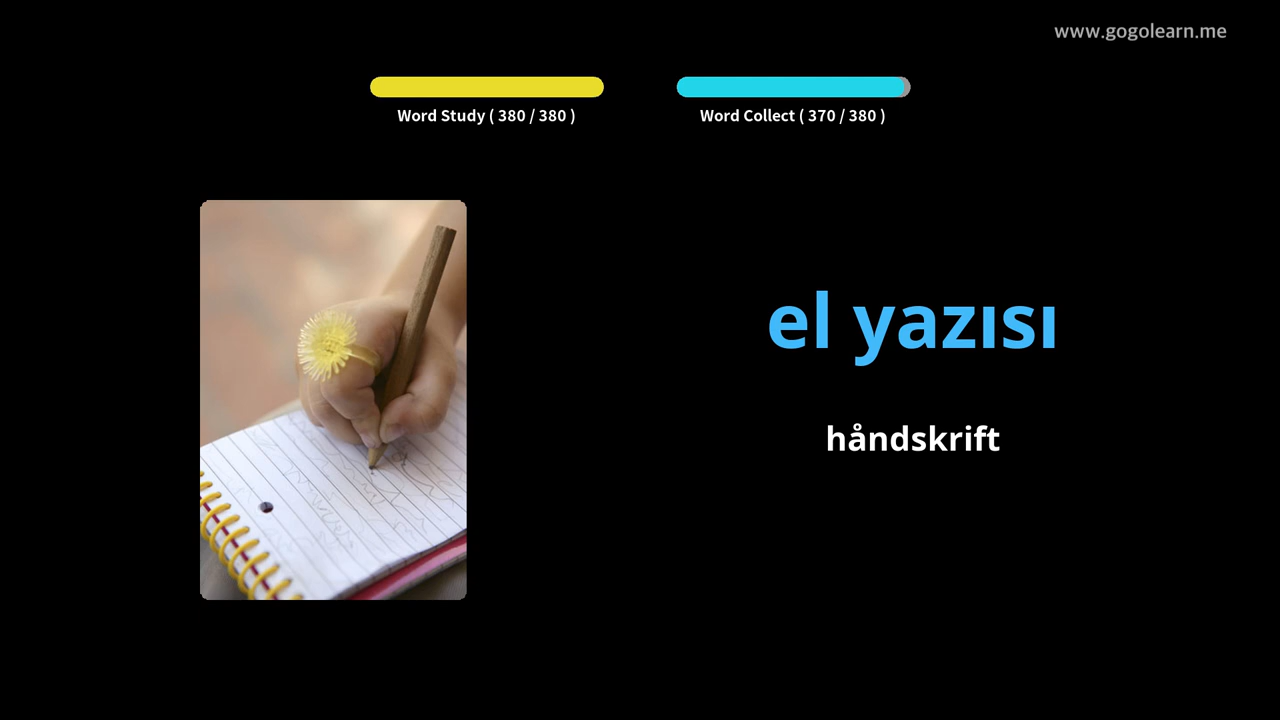 www.gogolearn.me
Word Study ( 380 / 380 )
Word Collect ( 370 / 380 )
el yazısı
håndskrift